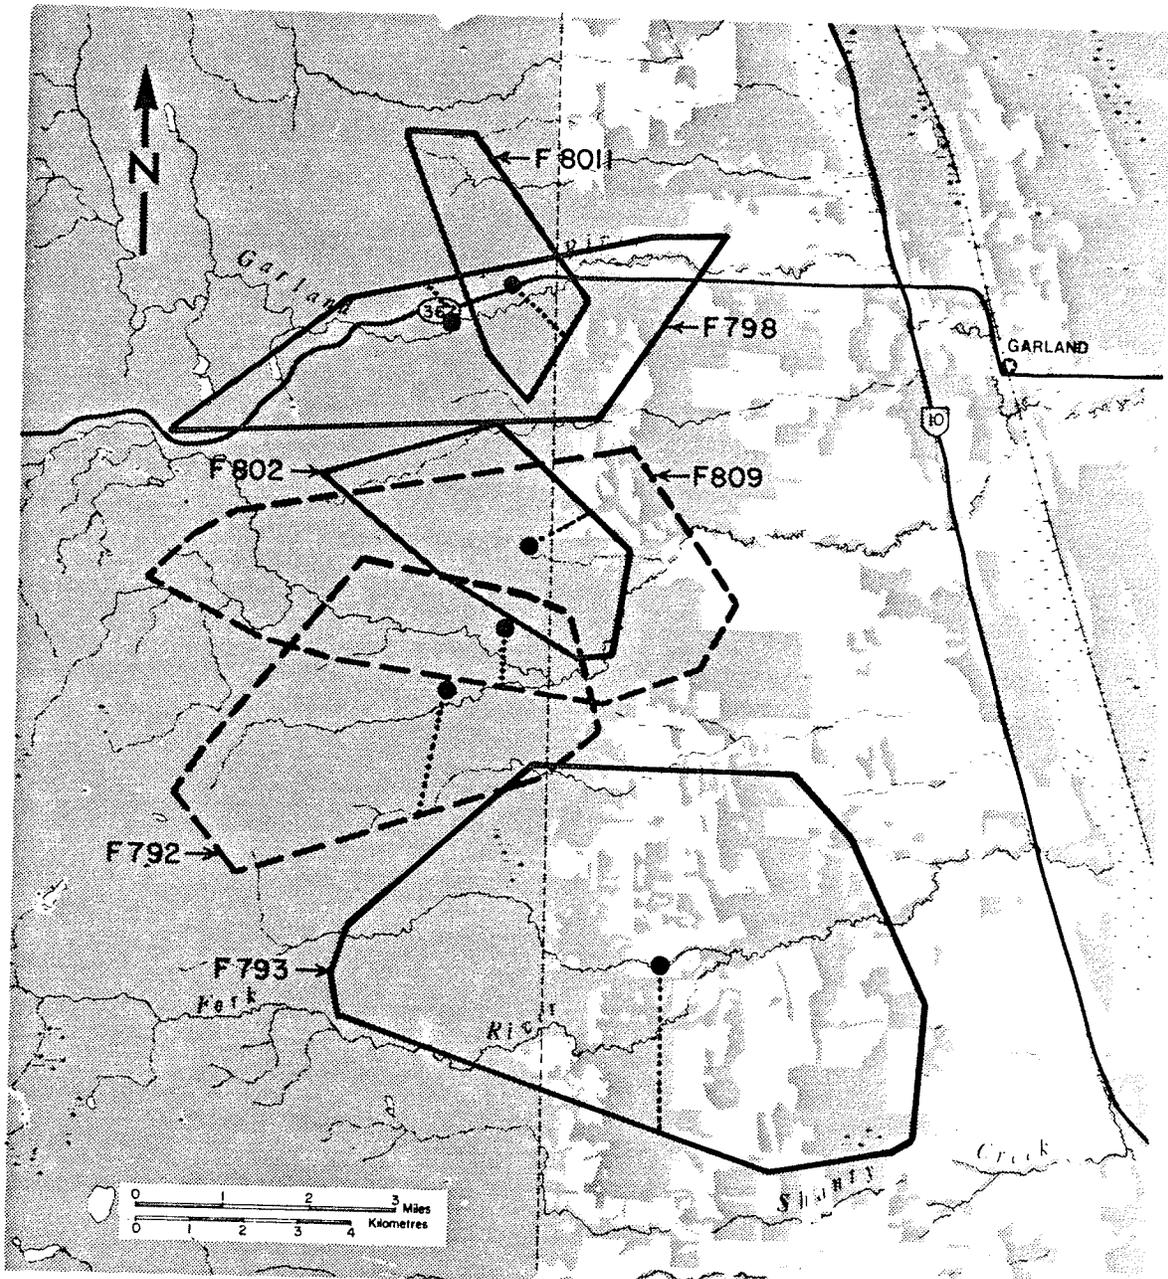 N
F 8011
Garland
362
F798
GARLAND
10
F802
F809
F792
F793
Fork
River
Creek
Shanty
0 1 2 3 Miles
0 1 2 3 4 Kilometres